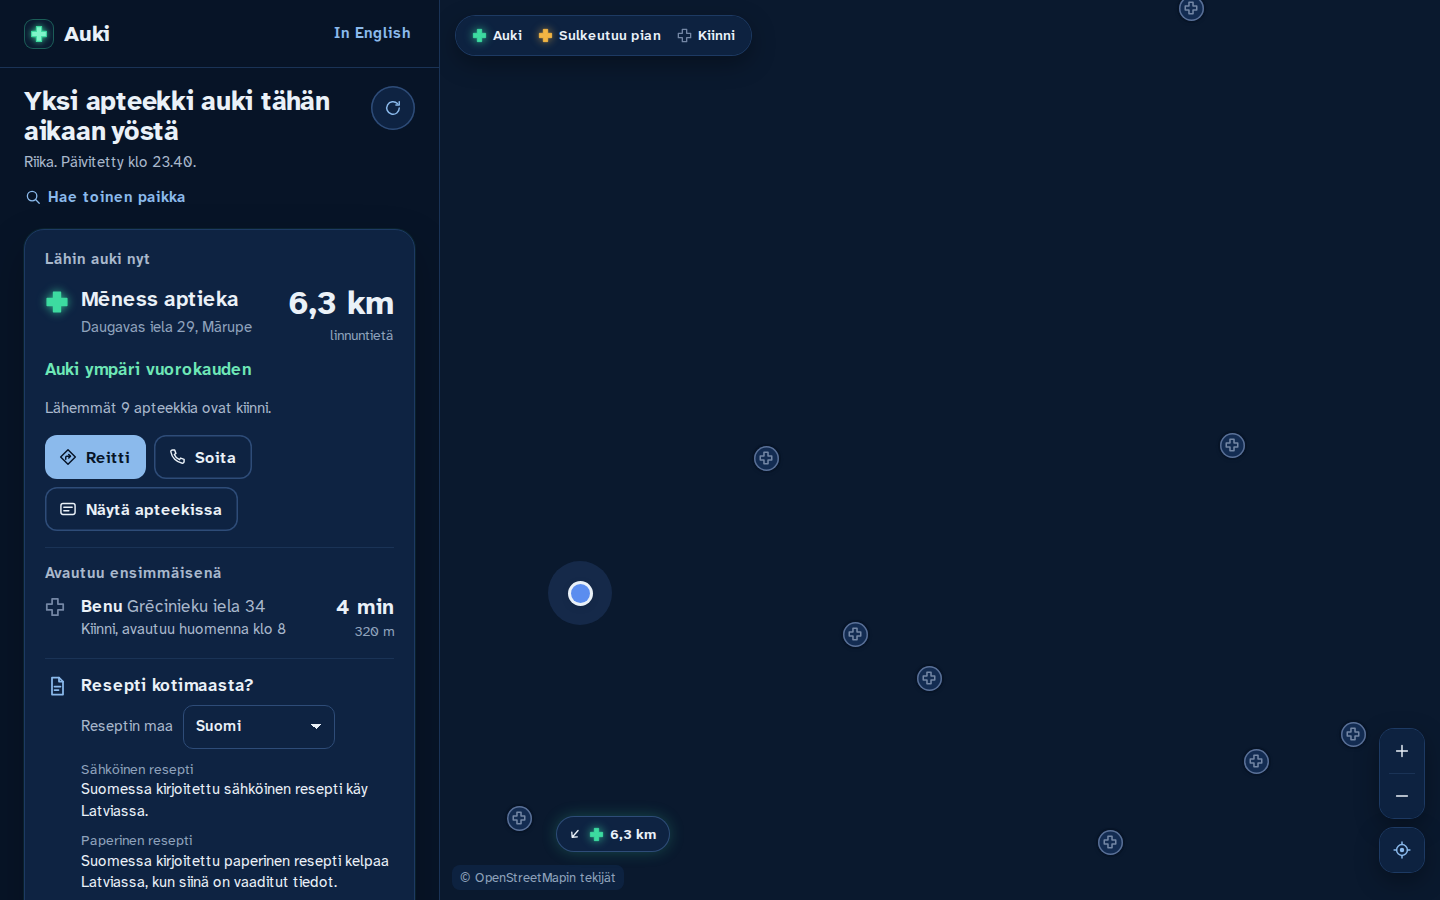 Auki
In English
Yksi apteekki auki tähän
aikaan yöstä
Riika. Päivitetty klo 23.40.
Hae toinen paikka
Lähin auki nyt
Mēness aptieka
6,3 km
Daugavas iela 29, Mārupe
linnuntietä
Auki ympäri vuorokauden
Lähemmät 9 apteekkia ovat kiinni.
Reitti
Soita
Näytä apteekissa
Avautuu ensimmäisenä
Benu Grēcinieku iela 34
4 min
Kiinni, avautuu huomenna klo 8
320 m
Resepti kotimaasta?
Reseptin maa
Suomi
Sähköinen resepti
Suomessa kirjoitettu sähköinen resepti käy
Latviassa.
Paperinen resepti
Suomessa kirjoitettu paperinen resepti kelpaa
Latviassa, kun siinä on vaaditut tiedot.
Auki
Sulkeutuu pian
Kiinni
6,3 km
© OpenStreetMapin tekijät